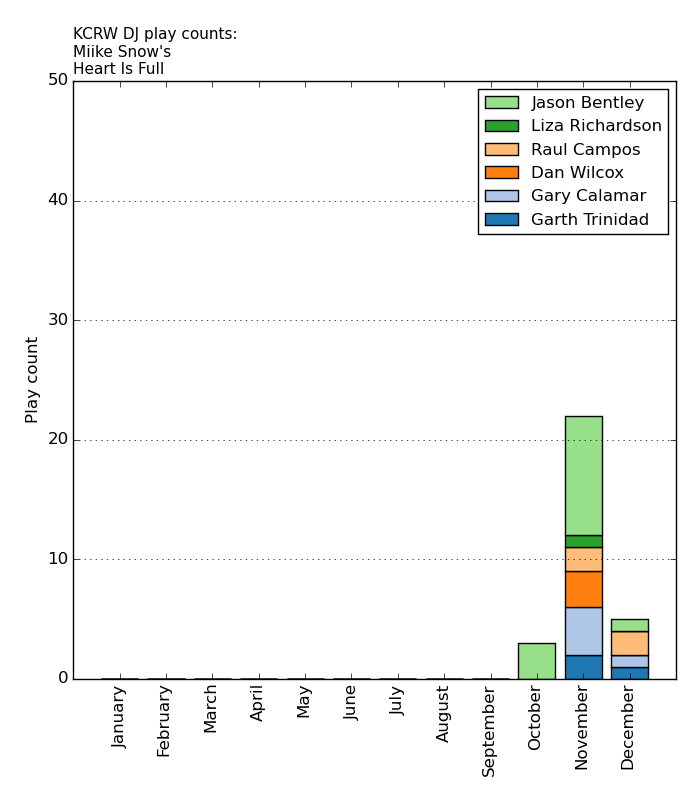 KCRW DJ play counts:
Miike Snow's
Heart Is Full
50
40
30
20
10
0
Play count
Jason Bentley
Liza Richardson
Raul Campos
Dan Wilcox
Gary Calamar
Garth Trinidad
January
February
March
April
May
June
July
August
September
October
November
December